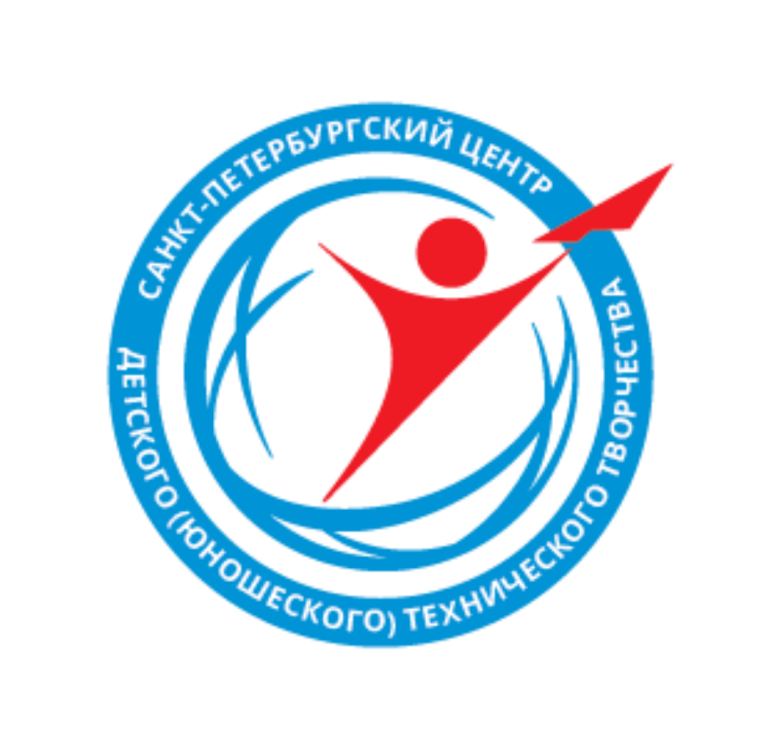 САНКТ-ПЕТЕРБУРГСКИЙ ЦЕНТР
ДЕТСКОГО (ЮНОШЕСКОГО) ТЕХНИЧЕСКОГО ТВОРЧЕСТВА